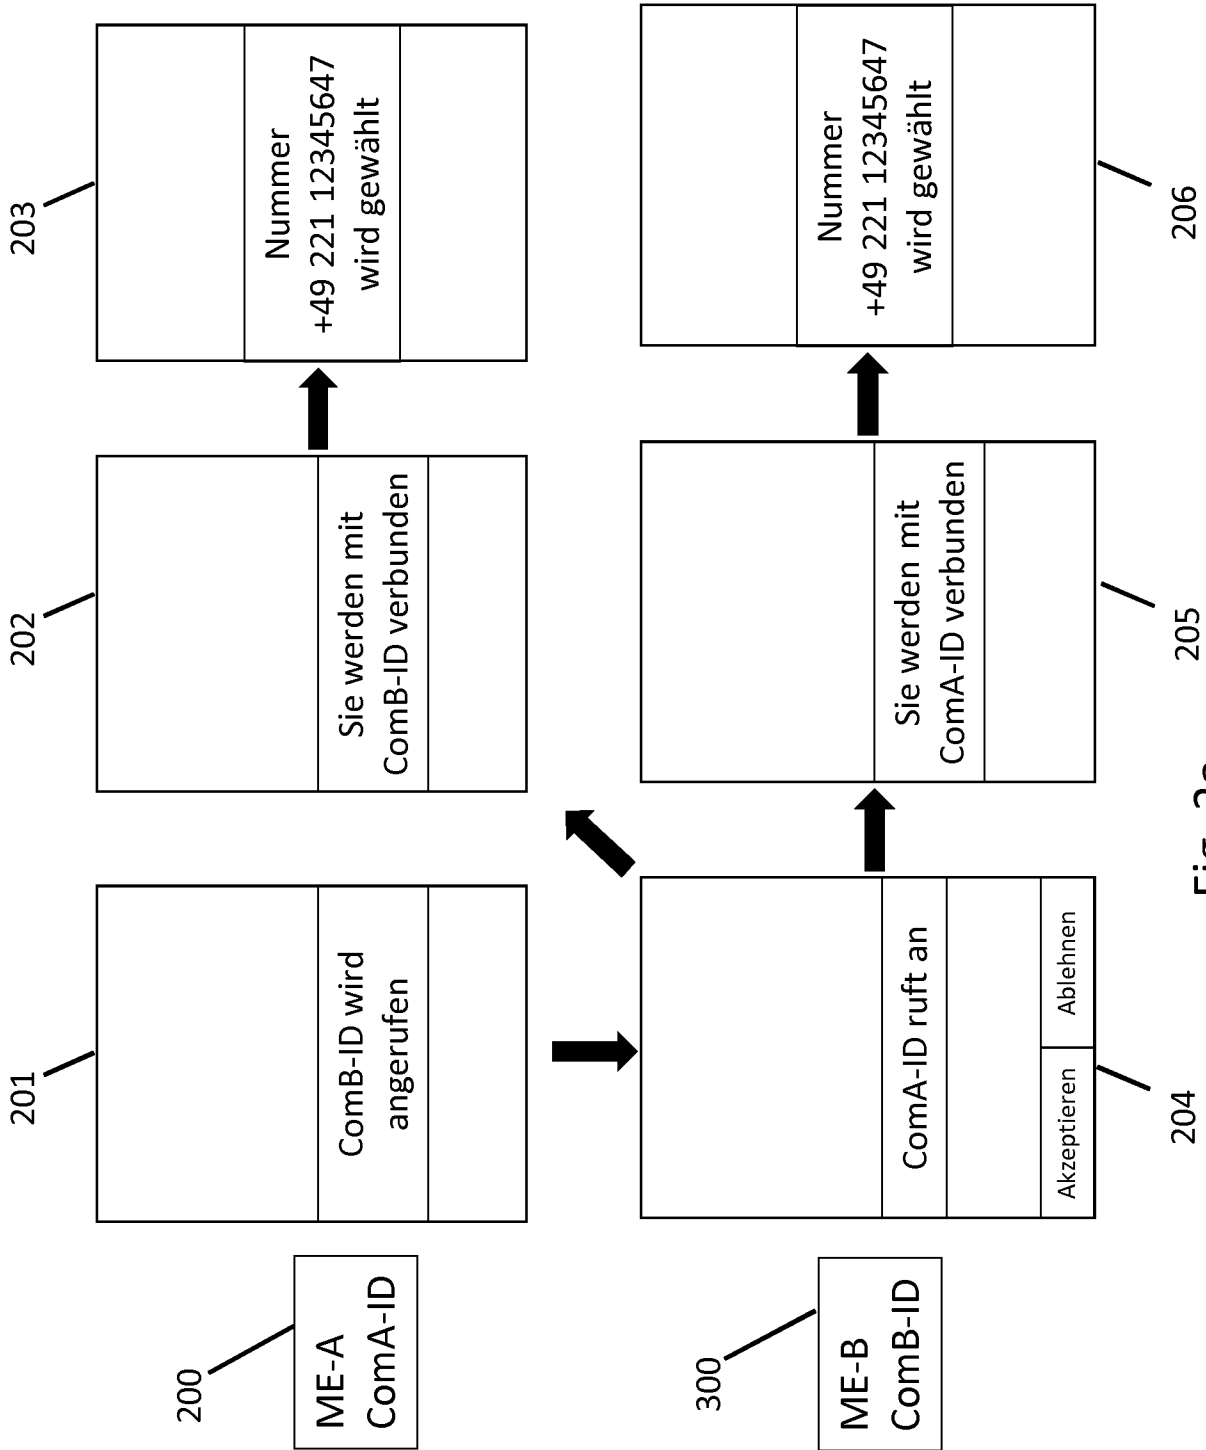 200
201
202
203
ME-A
ComA-ID
ComB-ID wird
angerufen
Sie werden mit
ComB-ID verbunden
Nummer
+49 221 12345647
wird gewählt
300
ME-B
ComB-ID
ComA-ID ruft an
Akzeptieren
Ablehnen
Sie werden mit
ComA-ID verbunden
Nummer
+49 221 12345647
wird gewählt
204
205
206
Fig.